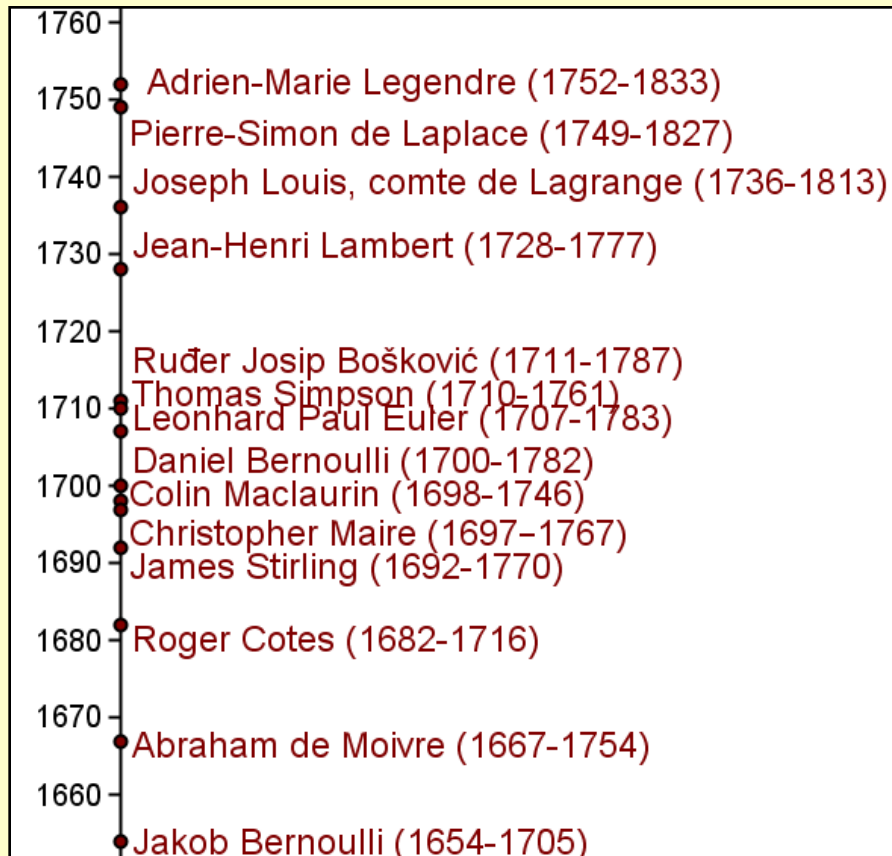 1760
Adrien-Marie Legendre (1752-1833)
1750
Pierre-Simon de Laplace (1749-1827)
1740
Joseph Louis, comte de Lagrange (1736-1813)
1730
Jean-Henri Lambert (1728-1777)
1720
Ruđer Josip Bošković (1711-1787)
Thomas Simpson (1710-1761)
1710
Leonhard Paul Euler (1707-1783)
Daniel Bernoulli (1700-1782)
1700
Colin Maclaurin (1698-1746)
Christopher Maire (1697–1767)
1690
James Stirling (1692-1770)
1680
Roger Cotes (1682-1716)
1670
Abraham de Moivre (1667-1754)
1660
Jakob Bernoulli (1654-1705)